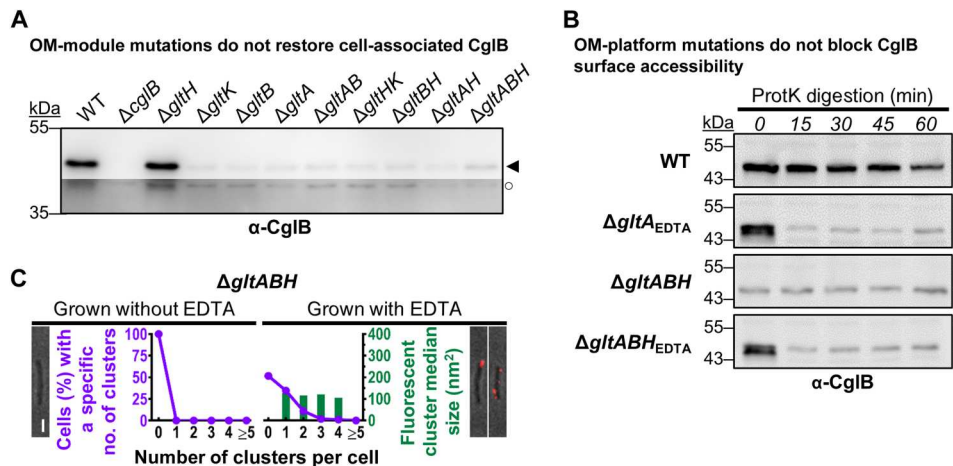 A
OM-module mutations do not restore cell-associated CglB
kDa
WT ΔcglB ΔgltH ΔgltK ΔgltB ΔgltA ΔgltAB ΔgltHK ΔgltBH ΔgltAH ΔgltABH
55
35
α-CglB
B
OM-platform mutations do not block CglB
surface accessibility
ProtK digestion (min)
kDa 0 15 30 45 60
WT
55
43
ΔgltA EDTA
55
43
ΔgltABH
55
43
ΔgltABH EDTA
55
43
α-CglB
C
ΔgltABH
Grown without EDTA Grown with EDTA
Cells (%) with
a specific
no. of clusters
100
75
50
25
0
0 1 2 3 4 ≥5
0 1 2 3 4 ≥5
400
300
200
100
0
Fluorescent
cluster median
size (nm²)
Number of clusters per cell